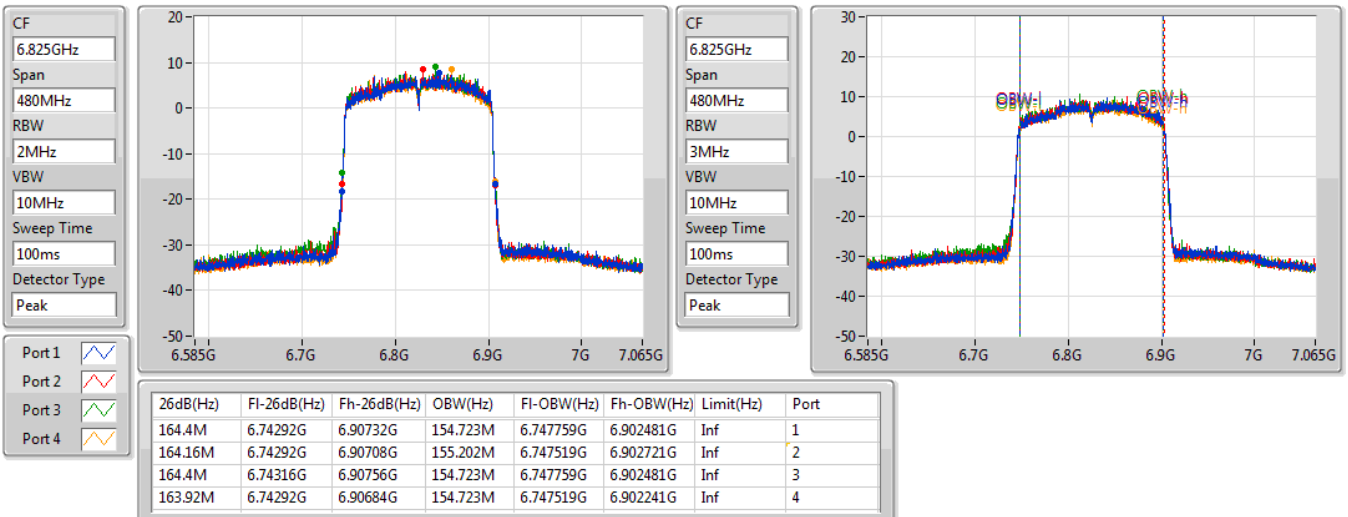 CF
6.825GHz
Span
480MHz
RBW
2MHz
VBW
10MHz
Sweep Time
100ms
Detector Type
Peak
20
10
0
-10
-20
-30
-40
-50
6.585G 6.7G 6.8G 6.9G 7G 7.065G
CF
6.825GHz
Span
480MHz
RBW
3MHz
VBW
10MHz
Sweep Time
100ms
Detector Type
Peak
30
20
10
0
-10
-20
-30
-40
-50
OBW-l OBW-h
6.585G 6.7G 6.8G 6.9G 7G 7.065G
Port 1
Port 2
Port 3
Port 4
26dB(Hz) Fl-26dB(Hz) Fh-26dB(Hz) OBW(Hz) Fl-OBW(Hz) Fh-OBW(Hz) Limit(Hz) Port
164.4M 6.74292G 6.90732G 154.723M 6.747759G 6.902481G Inf 1
164.16M 6.74292G 6.90708G 155.202M 6.747519G 6.902721G Inf 2
164.4M 6.74316G 6.90756G 154.723M 6.747759G 6.902481G Inf 3
163.92M 6.74292G 6.90684G 154.723M 6.747519G 6.902241G Inf 4